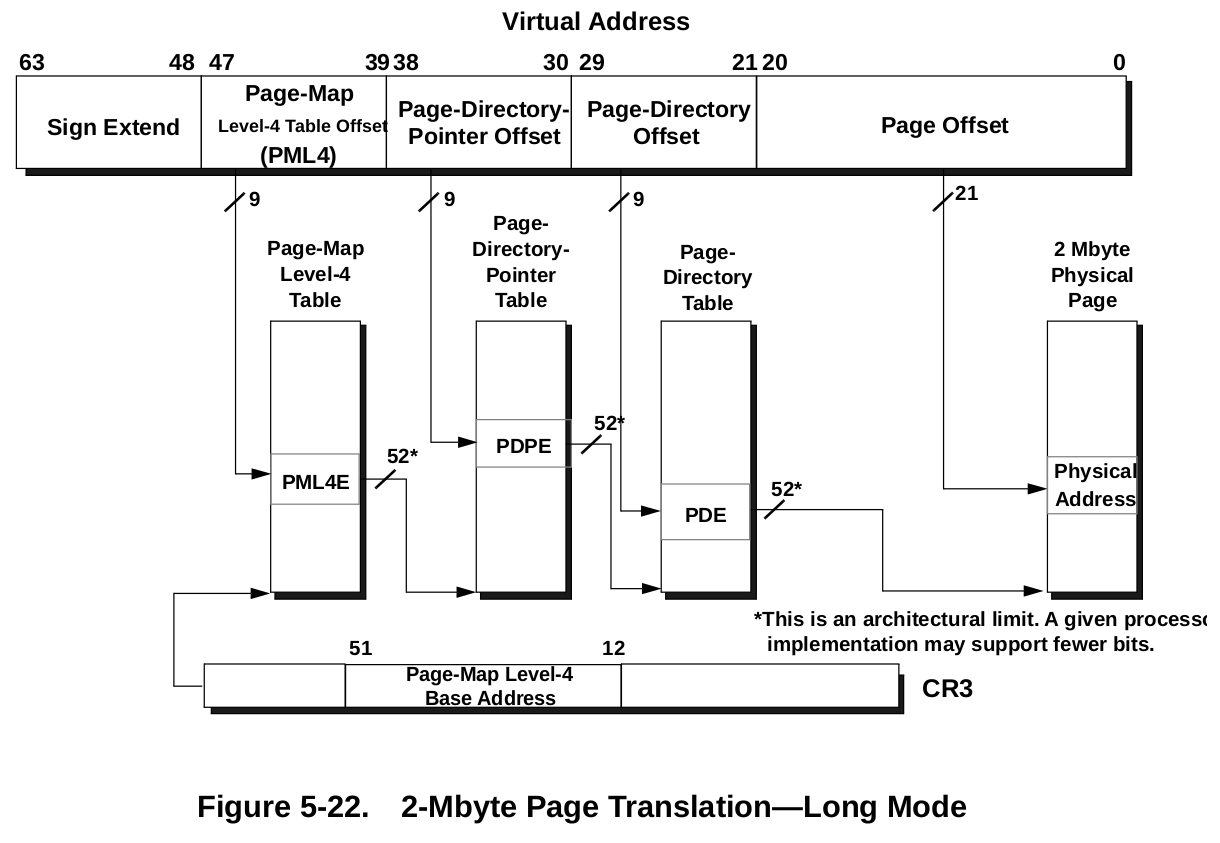 Virtual Address
63 48 47 39 38 30 29 21 20 0
Sign Extend
Page-Map
Level-4 Table Offset
(PML4)
Page-Directory-
Pointer Offset
Page-Directory
Offset
Page Offset
9 9 9 21
Page-Map
Level-4
Table
Page-
Directory-
Pointer
Table
Page-
Directory
Table
2 Mbyte
Physical
Page
PML4E
52*
PDPE
52*
PDE
52*
Physical
Address
*This is an architectural limit. A given process
implementation may support fewer bits.
51 12
Page-Map Level-4
Base Address
CR3
Figure 5-22. 2-Mbyte Page Translation—Long Mode